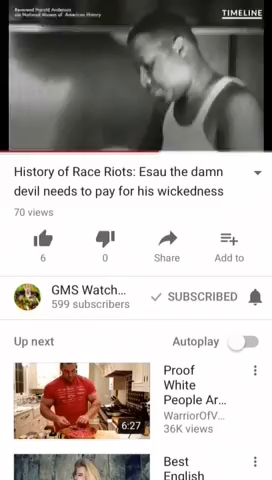 Reverend Harold Anderson
via National Museum of American History
TIMELINE
History of Race Riots: Esau the damn
devil needs to pay for his wickedness
70 views
6
0
Share
Add to
GMS Watch...
599 subscribers
SUBSCRIBED
Up next
Autoplay
6:27
Proof
White
People Ar...
WarriorOfV...
36K views
Best
English